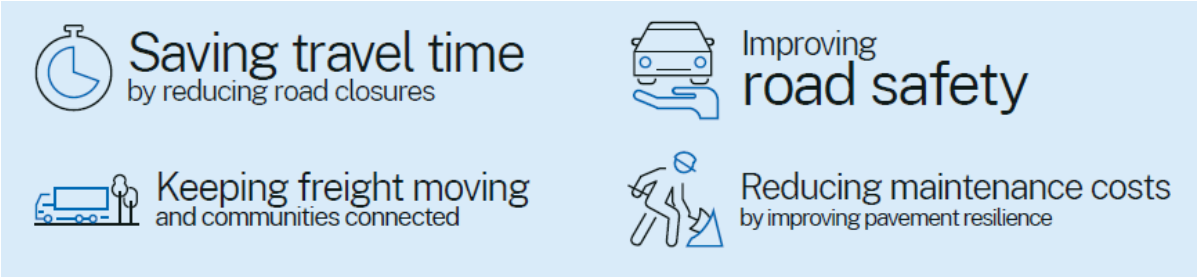 Saving travel time
by reducing road closures
Improving
road safety
Keeping freight moving
and communities connected
Reducing maintenance costs
by improving pavement resilience